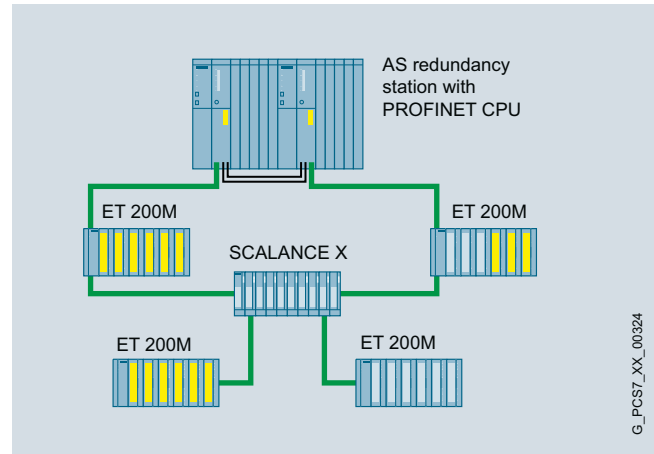 AS redundancy
station with
PROFINET CPU
ET 200M
ET 200M
SCALANCE X
ET 200M
ET 200M
G_PCS7_XX_00324